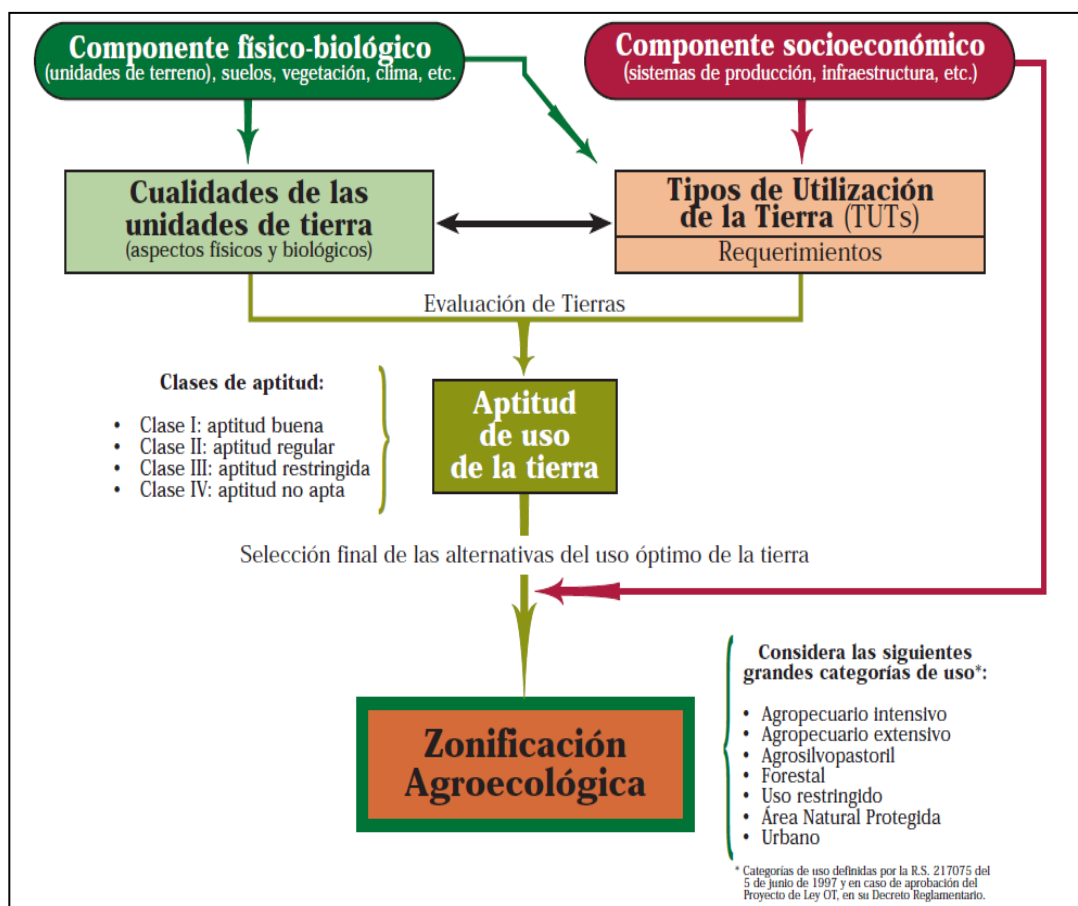 Componente físico-biológico
(unidades de terreno), suelos, vegetación, clima, etc.
Componente socioeconómico
(sistemas de producción, infraestructura, etc.)
Cualidades de las
unidades de tierra
(aspectos físicos y biológicos)
Tipos de Utilización
de la Tierra (TUTs)
Requerimientos
Evaluación de Tierras
Clases de aptitud:
• Clase I: aptitud buena
• Clase II: aptitud regular
• Clase III: aptitud restringida
• Clase IV: aptitud no apta
Aptitud
de uso
de la tierra
Selección final de las alternativas del uso óptimo de la tierra
Zonificación
Agroecológica
Considera las siguientes
grandes categorías de uso*:
• Agropecuario intensivo
• Agropecuario extensivo
• Agrosilvopastoril
• Forestal
• Uso restringido
• Área Natural Protegida
• Urbano
* Categorías de uso definidas por la R.S. 217075 del
5 de junio de 1997 y en caso de aprobación del
Proyecto de Ley OT, en su Decreto Reglamentario.